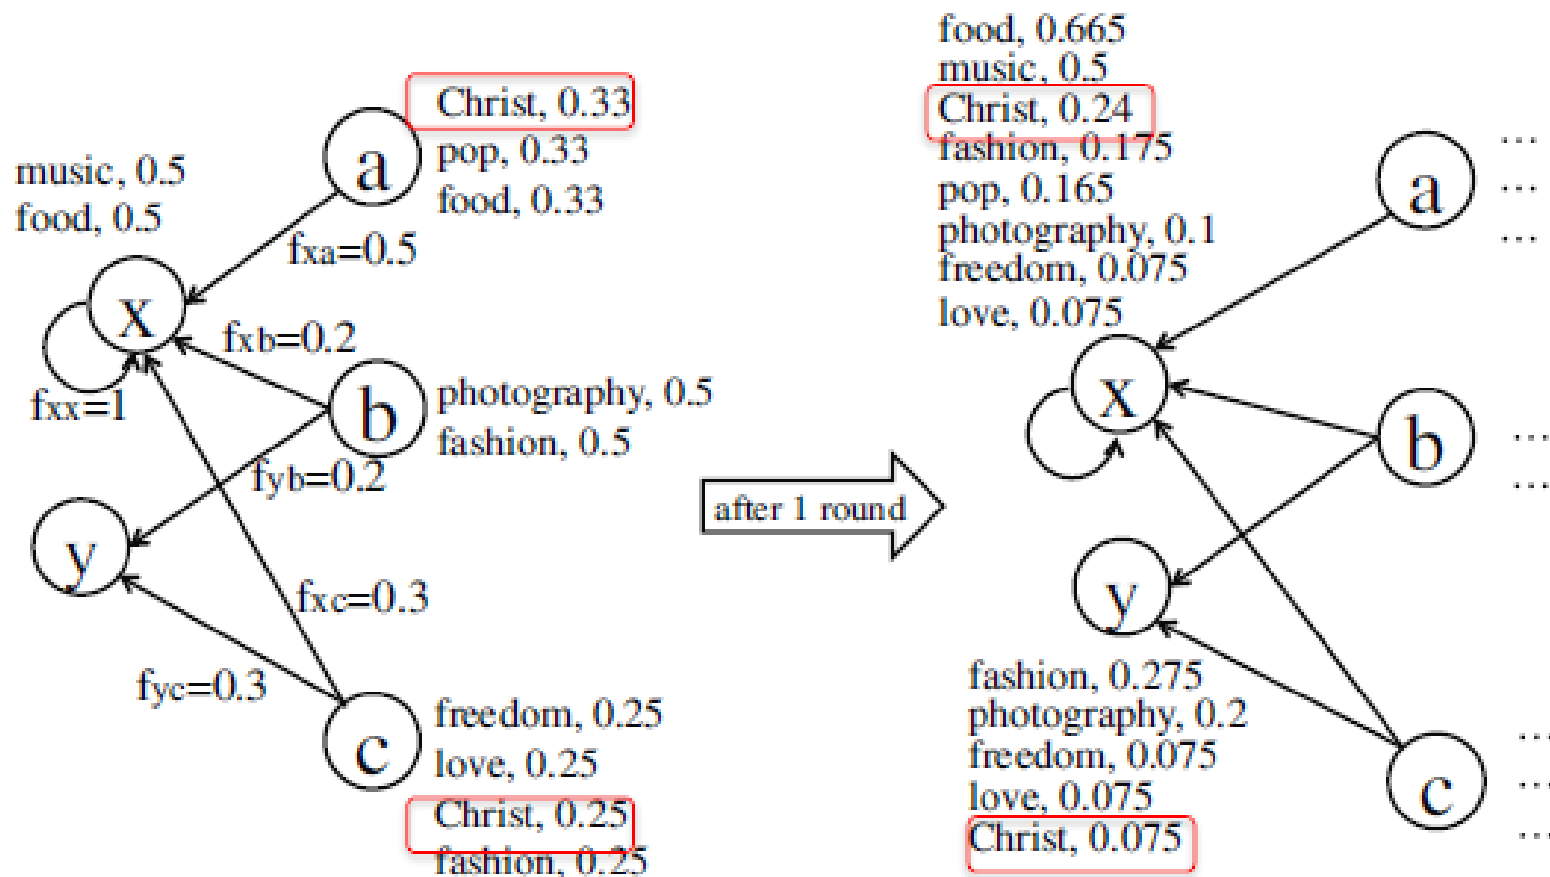 music, 0.5
food, 0.5
a
Christ, 0.33
pop, 0.33
food, 0.33
fxa=0.5
x
fxx=1
fxb=0.2
b
photography, 0.5
fashion, 0.5
fyb=0.2
y
fxc=0.3
fyc=0.3
c
freedom, 0.25
love, 0.25
Christ, 0.25
fashion, 0.25
after 1 round
food, 0.665
music, 0.5
Christ, 0.24
fashion, 0.175
pop, 0.165
photography, 0.1
freedom, 0.075
love, 0.075
a
...
...
...
x
b
...
...
y
fashion, 0.275
photography, 0.2
freedom, 0.075
love, 0.075
Christ, 0.075
c
...
...
...